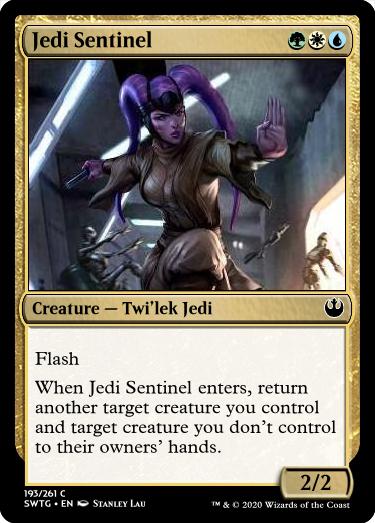 Jedi Sentinel
Creature — Twi'lek Jedi
Flash
When Jedi Sentinel enters, return
another target creature you control
and target creature you don't control
to their owners' hands.
2/2
193/261 C
SWTG • EN Stanley Lau
™ & © 2020 Wizards of the Coast